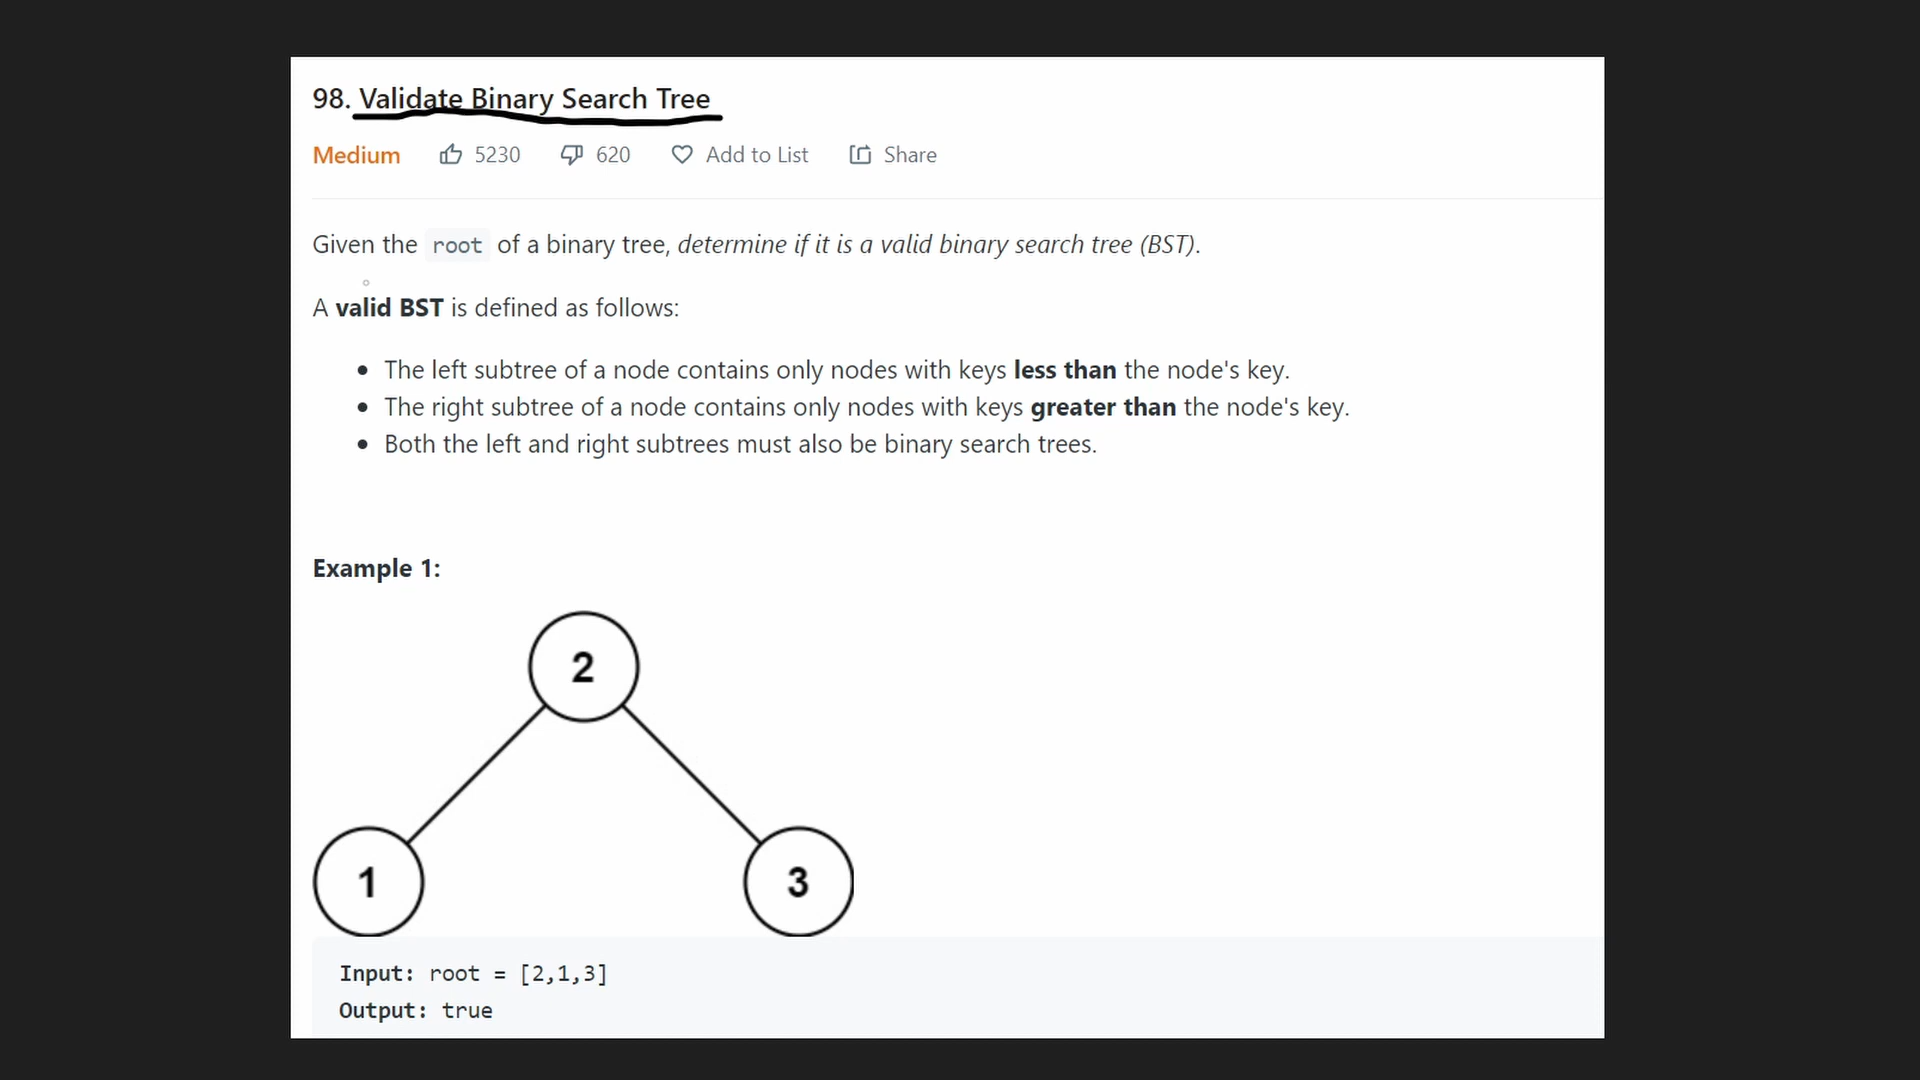 98. Validate Binary Search Tree
Medium 5230 620 Add to List Share
Given the root of a binary tree, determine if it is a valid binary search tree (BST).
A valid BST is defined as follows:
• The left subtree of a node contains only nodes with keys less than the node's key.
• The right subtree of a node contains only nodes with keys greater than the node's key.
• Both the left and right subtrees must also be binary search trees.
Example 1:
2
1 3
Input: root = [2,1,3]
Output: true